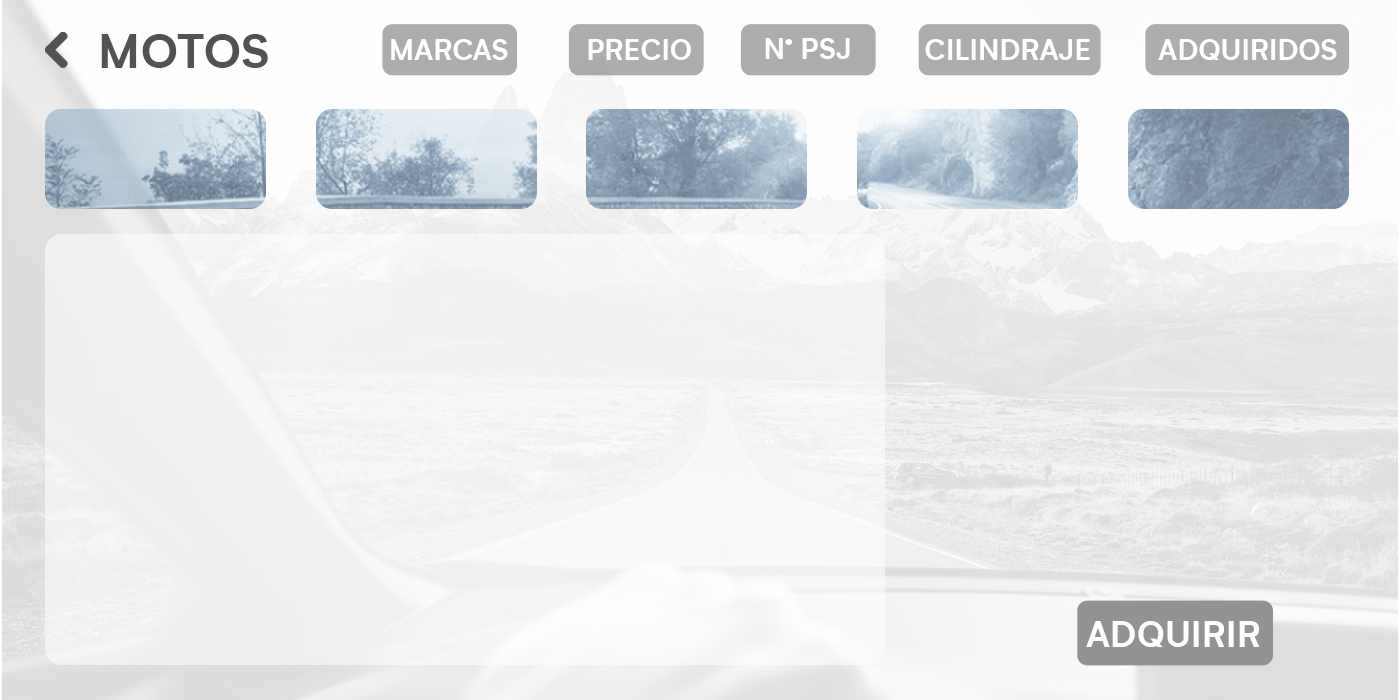 MOTOS
MARCAS
PRECIO
N° PSJ
CILINDRAJE
ADQUIRIDOS
ADQUIRIR